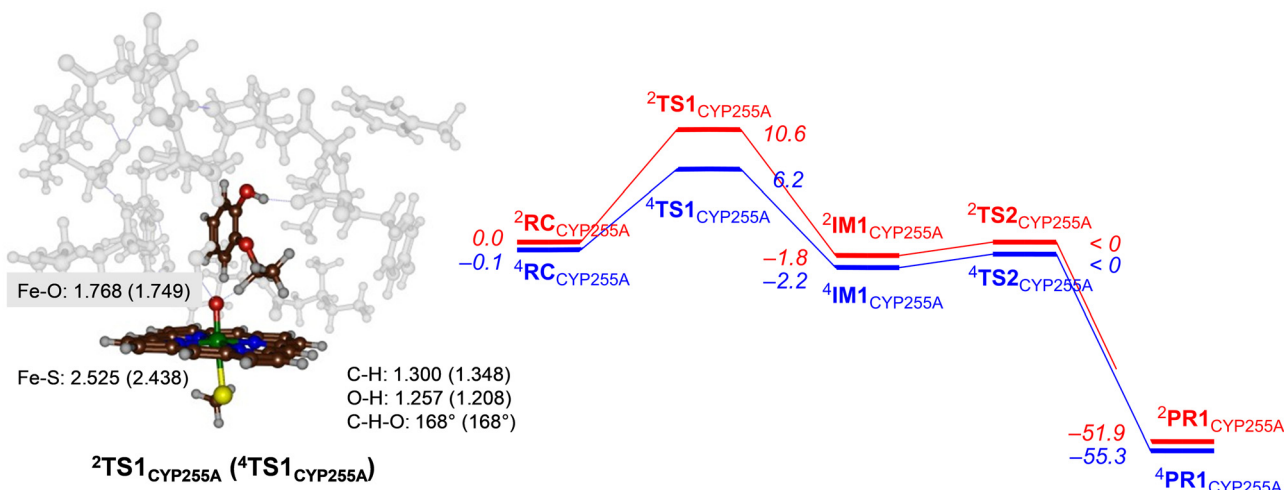 Fe-O: 1.768 (1.749)
Fe-S: 2.525 (2.438)
C-H: 1.300 (1.348)
O-H: 1.257 (1.208)
C-H-O: 168° (168°)
²TS1CYP255A (⁴TS1CYP255A)
²TS1CYP255A
10.6
6.2
⁴TS1CYP255A
²RCCYP255A
0.0
–0.1
⁴RCCYP255A
²IM1CYP255A
–1.8
–2.2
⁴IM1CYP255A
²TS2CYP255A
< 0
< 0
⁴TS2CYP255A
²PR1CYP255A
–51.9
–55.3
⁴PR1CYP255A